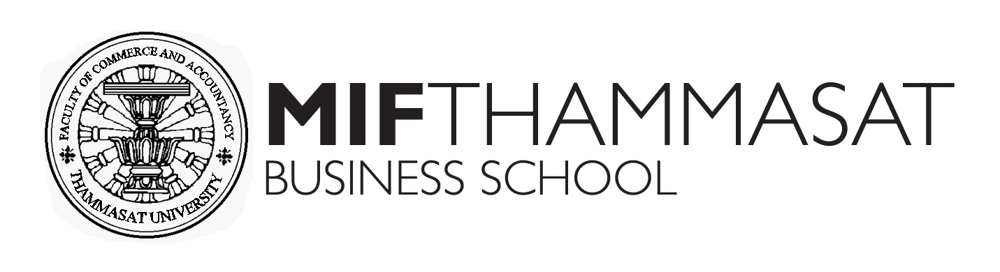 FACULTY OF COMMERCE AND ACCOUNTANCY
THAMMASAT UNIVERSITY
MIFTHAMMASAT
BUSINESS SCHOOL